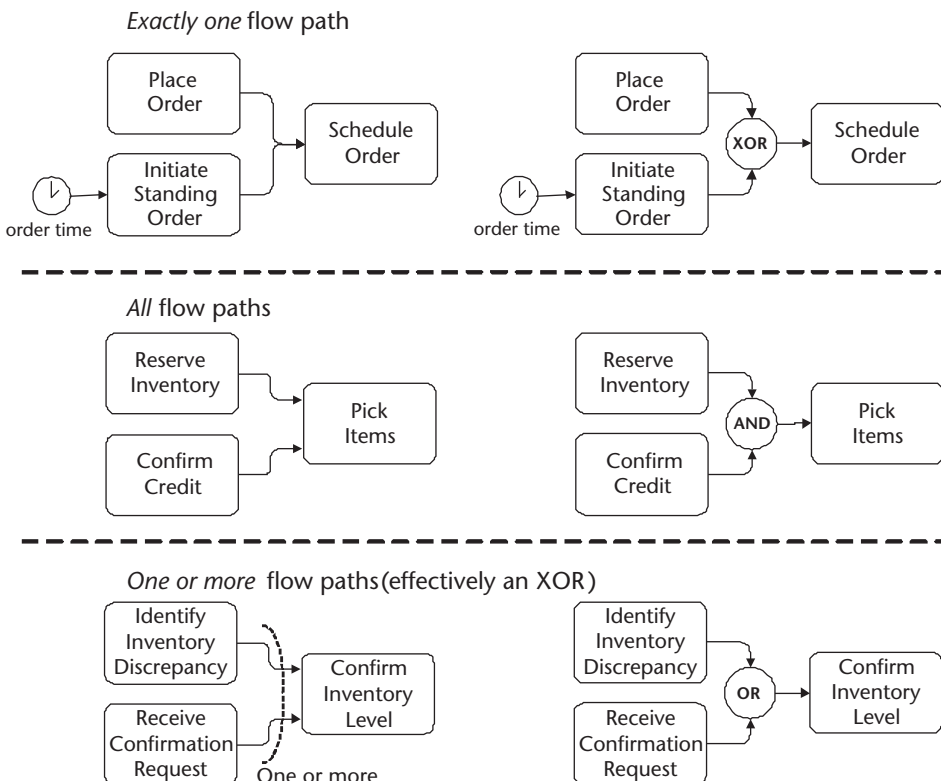 Exactly one flow path
Place
Order
Schedule
Order
Initiate
Standing
Order
order time
Place
Order
XOR
Schedule
Order
Initiate
Standing
Order
order time
All flow paths
Reserve
Inventory
Pick
Items
Confirm
Credit
Reserve
Inventory
AND
Pick
Items
Confirm
Credit
One or more flow paths(effectively an XOR)
Identify
Inventory
Discrepancy
Confirm
Inventory
Level
Receive
Confirmation
Request
One or more
Identify
Inventory
Discrepancy
OR
Confirm
Inventory
Level
Receive
Confirmation
Request